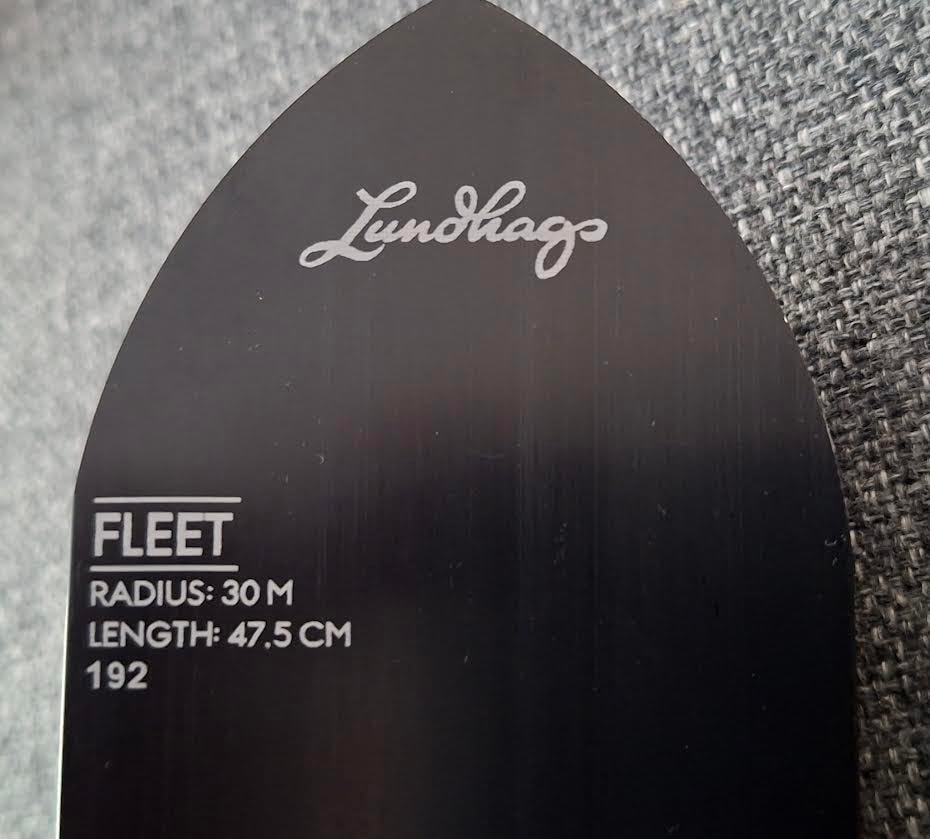 Lundhags
FLEET
RADIUS: 30 M
LENGTH: 47.5 CM
192